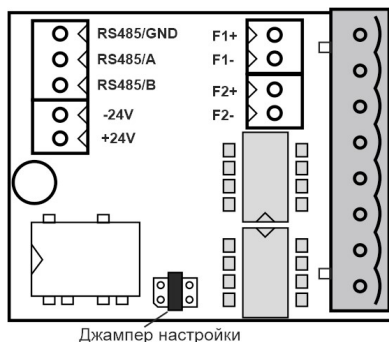 RS485/GND
RS485/A
RS485/B
-24V
+24V
F1+
F1-
F2+
F2-
Джампер настройки